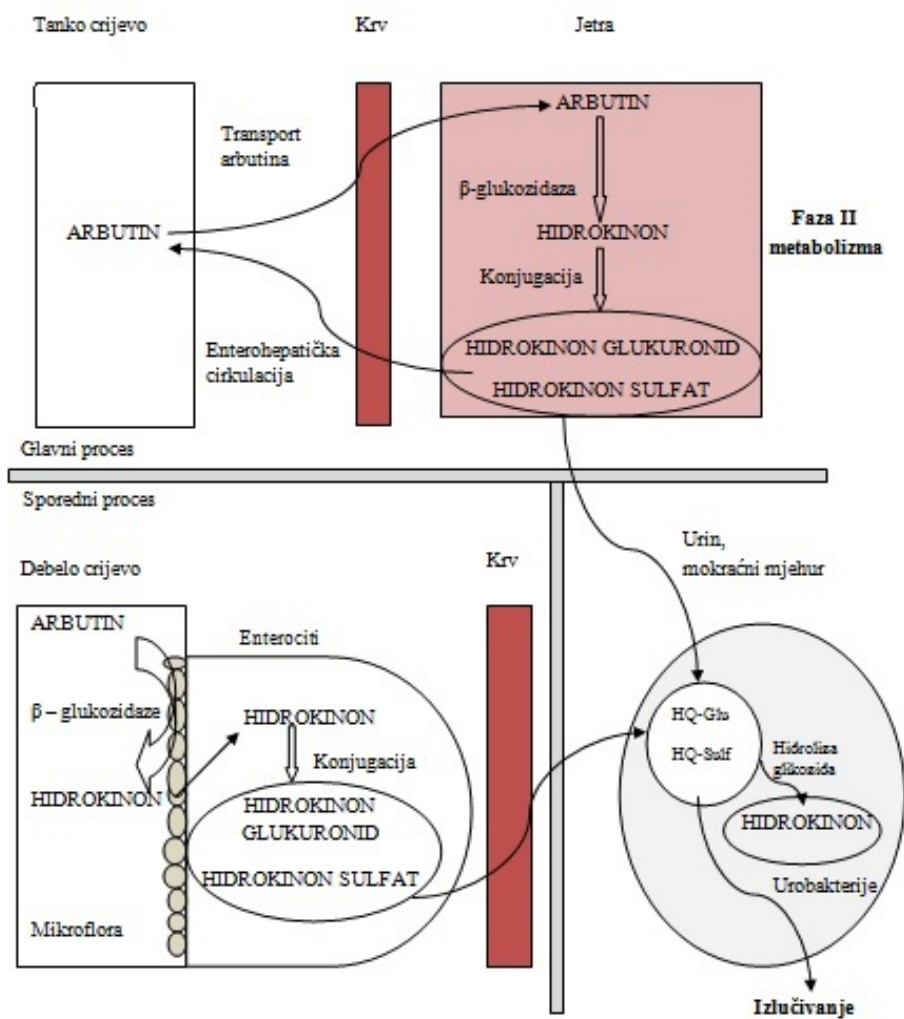 Tanko crijevo
Krv
Jetra
ARBUTIN
Transport
arbutina
β-glukozidaza
ARBUTIN
HIDROKINON
Faza II
metabolizma
Konjugacija
Enterohepatička
cirkulacija
HIDROKINON GLUKURONID
HIDROKINON SULFAT
Glavni proces
Sporedni proces
Debelo crijevo
Krv
Urin,
mokraćni mjehur
ARBUTIN
Enterociti
β – glukozidaze
HIDROKINON
Konjugacija
HIDROKINON
HIDROKINON
GLUKURONID
HIDROKINON SULFAT
Mikroflora
HQ-Glu
HQ-Sulf
Hidroliza
glikozida
HIDROKINON
Urobakterije
Izlučivanje